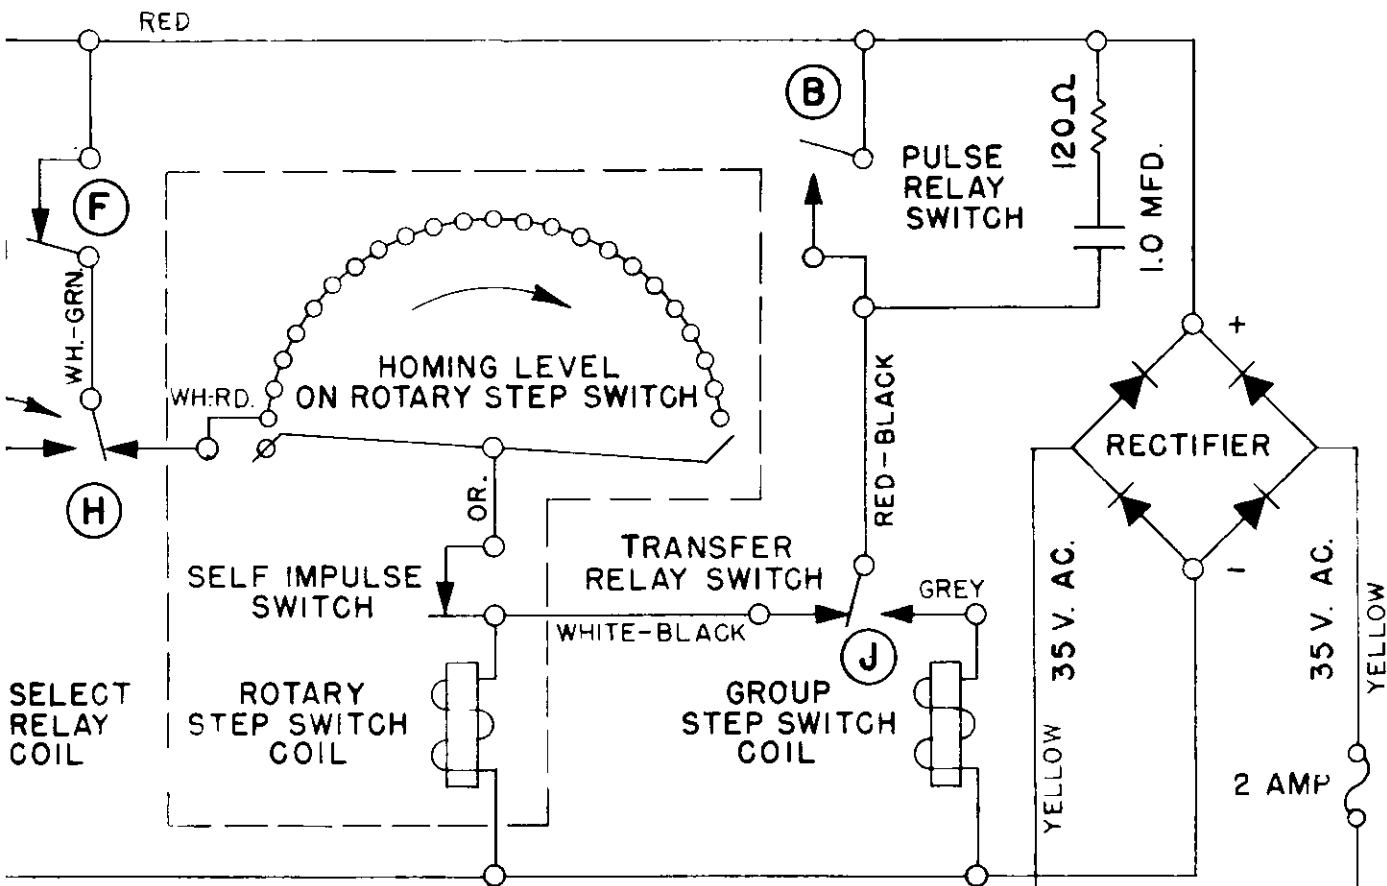 RED
B
120Ω
1.0 MFD.
PULSE
RELAY
SWITCH
F
WH.-GRN.
+
HOMING LEVEL
ON ROTARY STEP SWITCH
WH-RD.
RED-BLACK
RECTIFIER
H
OR.
TRANSFER
RELAY SWITCH
-
SELF IMPULSE
SWITCH
GREY
WHITE-BLACK
J
35 V. AC.
35 V. AC.
YELLOW
SELECT
RELAY
COIL
ROTARY
STEP SWITCH
COIL
GROUP
STEP SWITCH
COIL
YELLOW
2 AMP